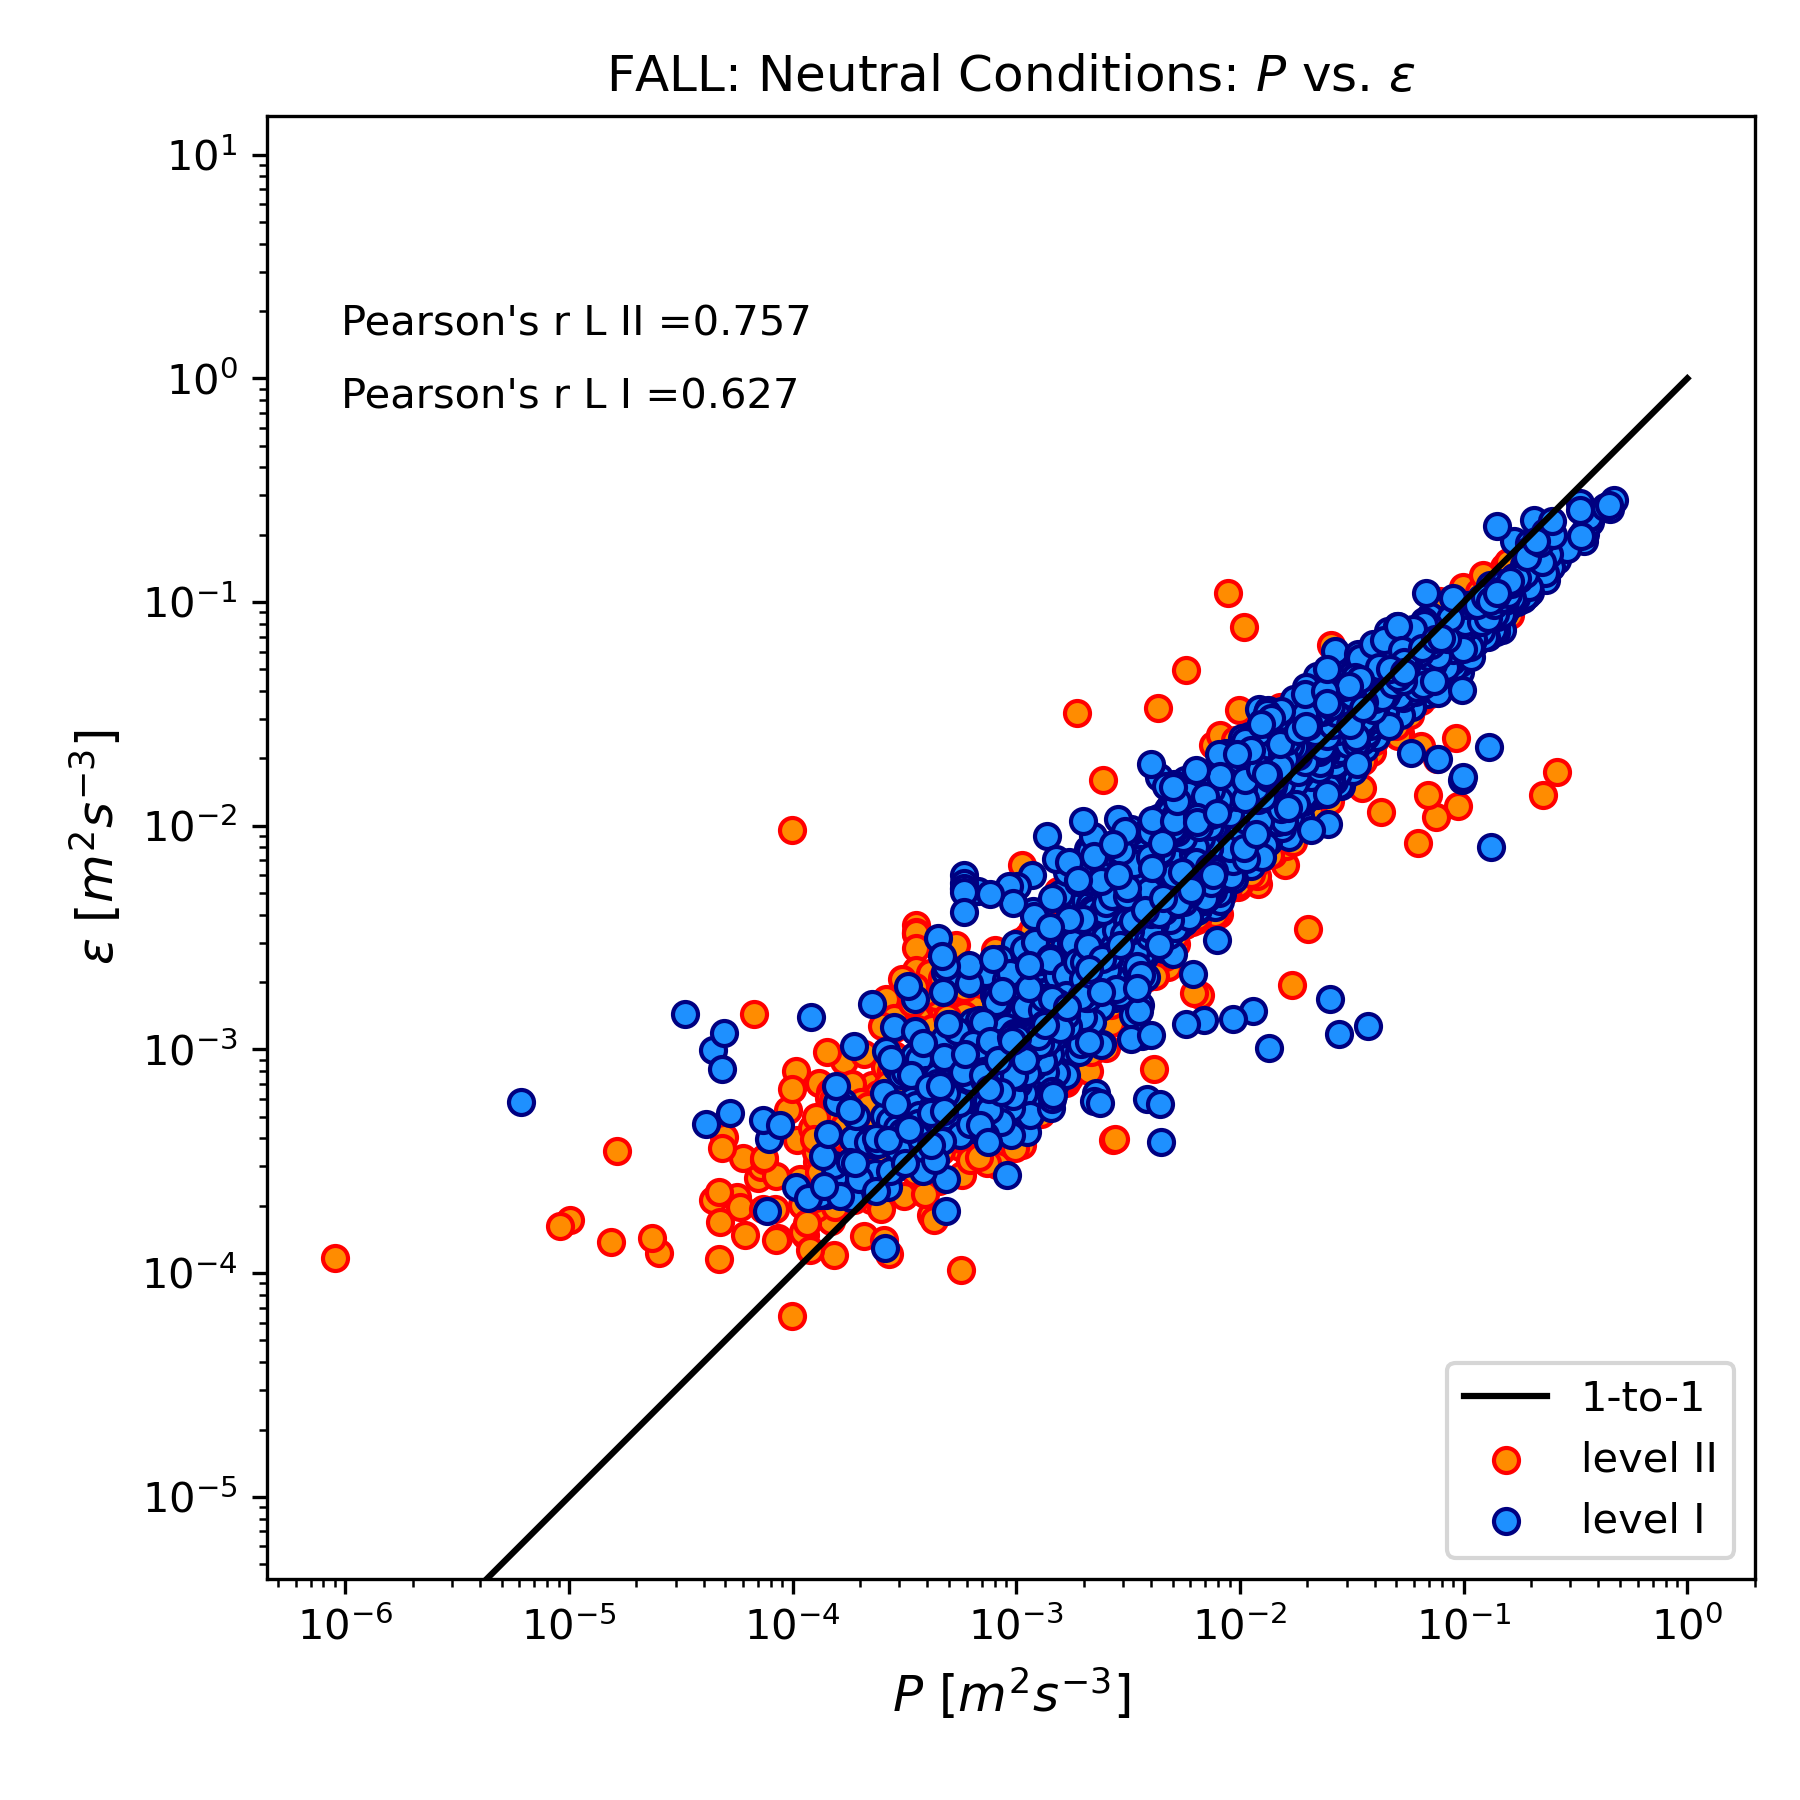 FALL: Neutral Conditions: P vs. ε
10¹
Pearson's r L II =0.757
10⁰
Pearson's r L I =0.627
10⁻¹
10⁻²
10⁻³
10⁻⁴
10⁻⁵
ε [m²s⁻³]
1-to-1
level II
level I
10⁻⁶ 10⁻⁵ 10⁻⁴ 10⁻³ 10⁻² 10⁻¹ 10⁰
P [m²s⁻³]